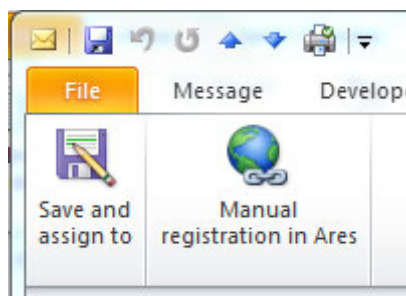 File Message Develop
Save and
assign to
Manual
registration in Ares